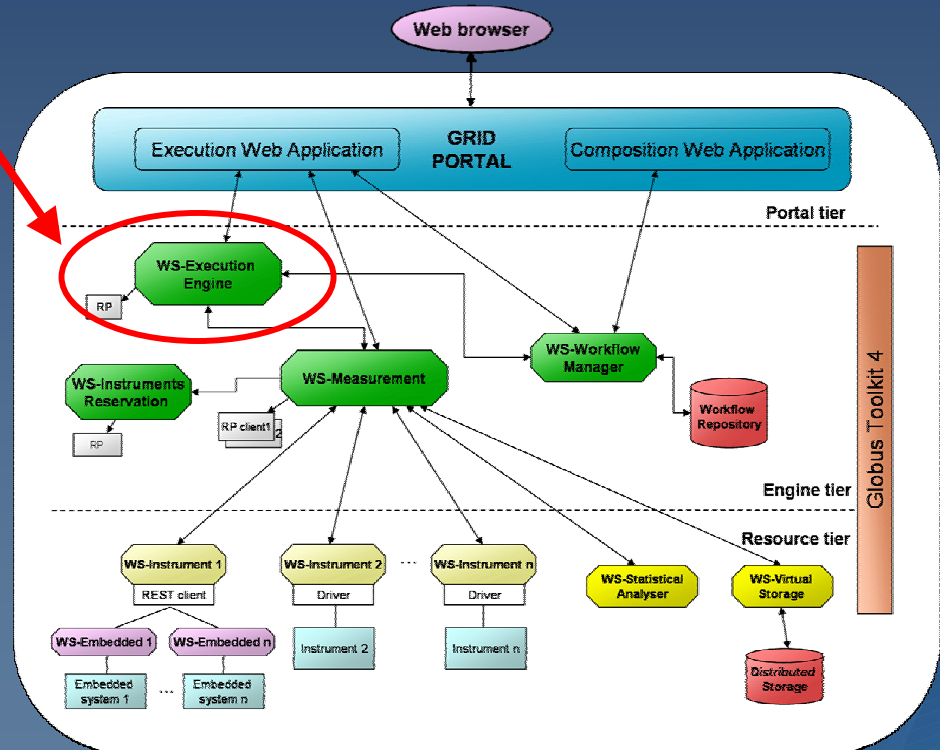 Web browser
GRID
PORTAL
Execution Web Application
Composition Web Application
Portal tier
WS-Execution
Engine
RP
WS-Workflow
Manager
WS-Measurement
WS-Instruments
Reservation
RP client1
2
RP
Workflow
Repository
Globus Toolkit 4
Engine tier
Resource tier
WS-Instrument 1
WS-Instrument 2
...
WS-Instrument n
REST client
Driver
Driver
WS-Statistical
Analyser
WS-Virtual
Storage
WS-Embedded 1
WS-Embedded n
Instrument 2
Instrument n
Embedded
system 1
...
Embedded
system n
Distributed
Storage